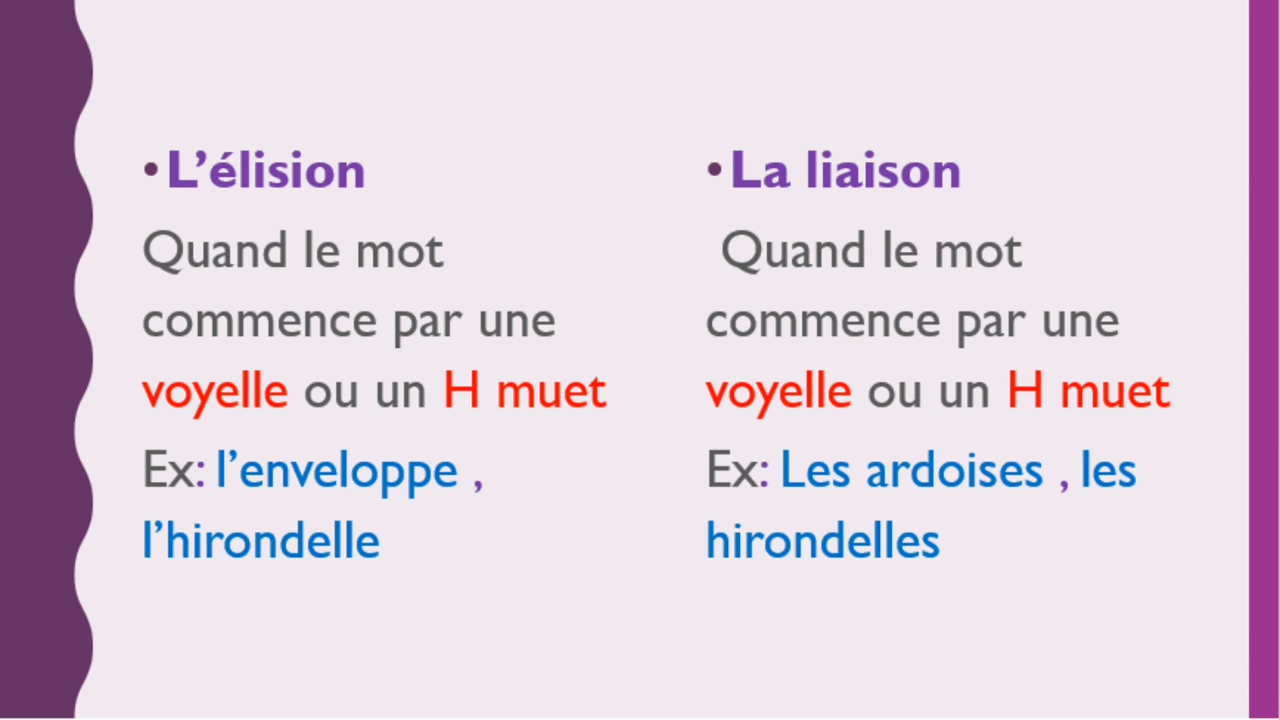 • L’élision
Quand le mot
commence par une
voyelle ou un H muet
Ex: l’enveloppe ,
l’hirondelle
• La liaison
Quand le mot
commence par une
voyelle ou un H muet
Ex: Les ardoises , les
hirondelles